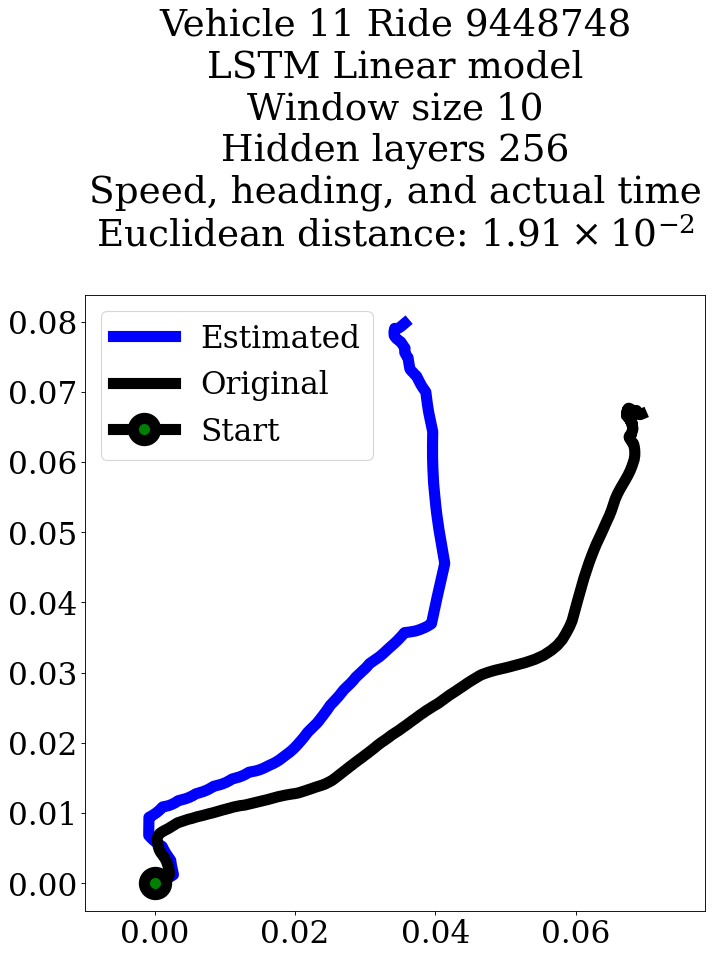 Vehicle 11 Ride 9448748
LSTM Linear model
Window size 10
Hidden layers 256
Speed, heading, and actual time
Euclidean distance: 1.91 × 10⁻²
Estimated
Original
Start
0.08
0.07
0.06
0.05
0.04
0.03
0.02
0.01
0.00
0.00 0.02 0.04 0.06